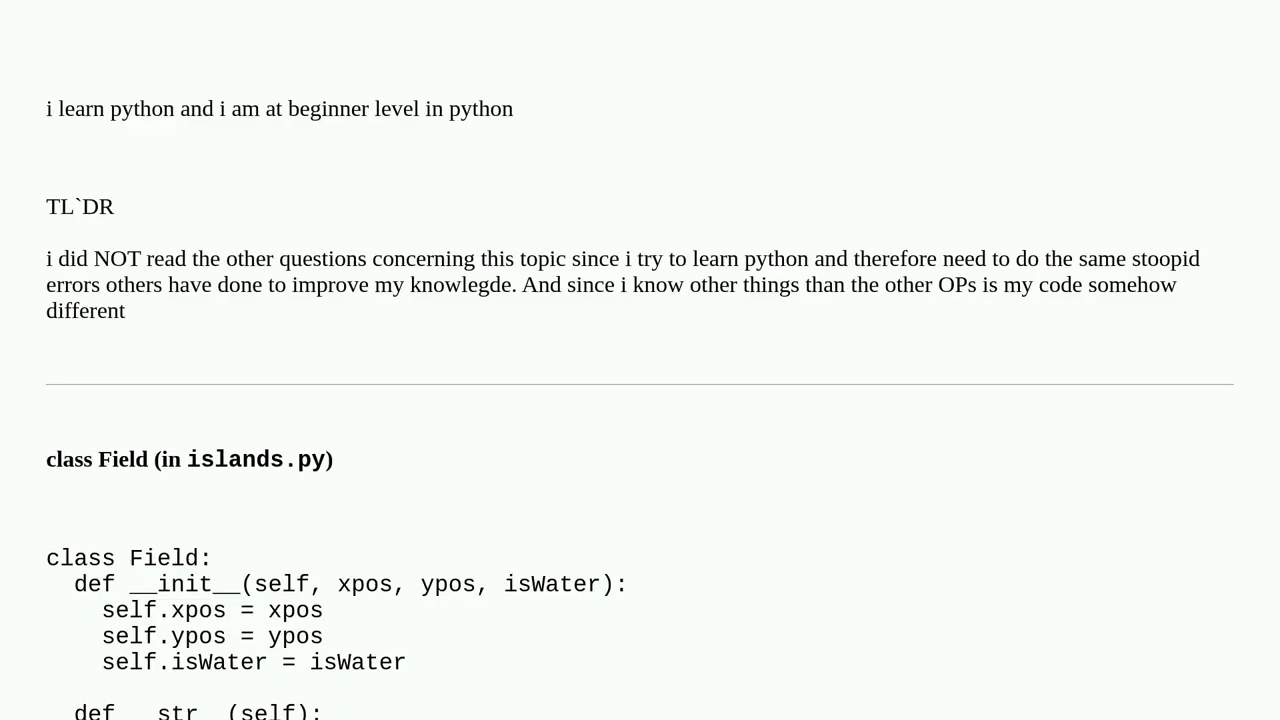 i learn python and i am at beginner level in python
TL`DR
i did NOT read the other questions concerning this topic since i try to learn python and therefore need to do the same stoopid
errors others have done to improve my knowlegde. And since i know other things than the other OPs is my code somehow
different
class Field (in islands.py)
class Field:
  def __init__(self, xpos, ypos, isWater):
    self.xpos = xpos
    self.ypos = ypos
    self.isWater = isWater
  def __str__(self):